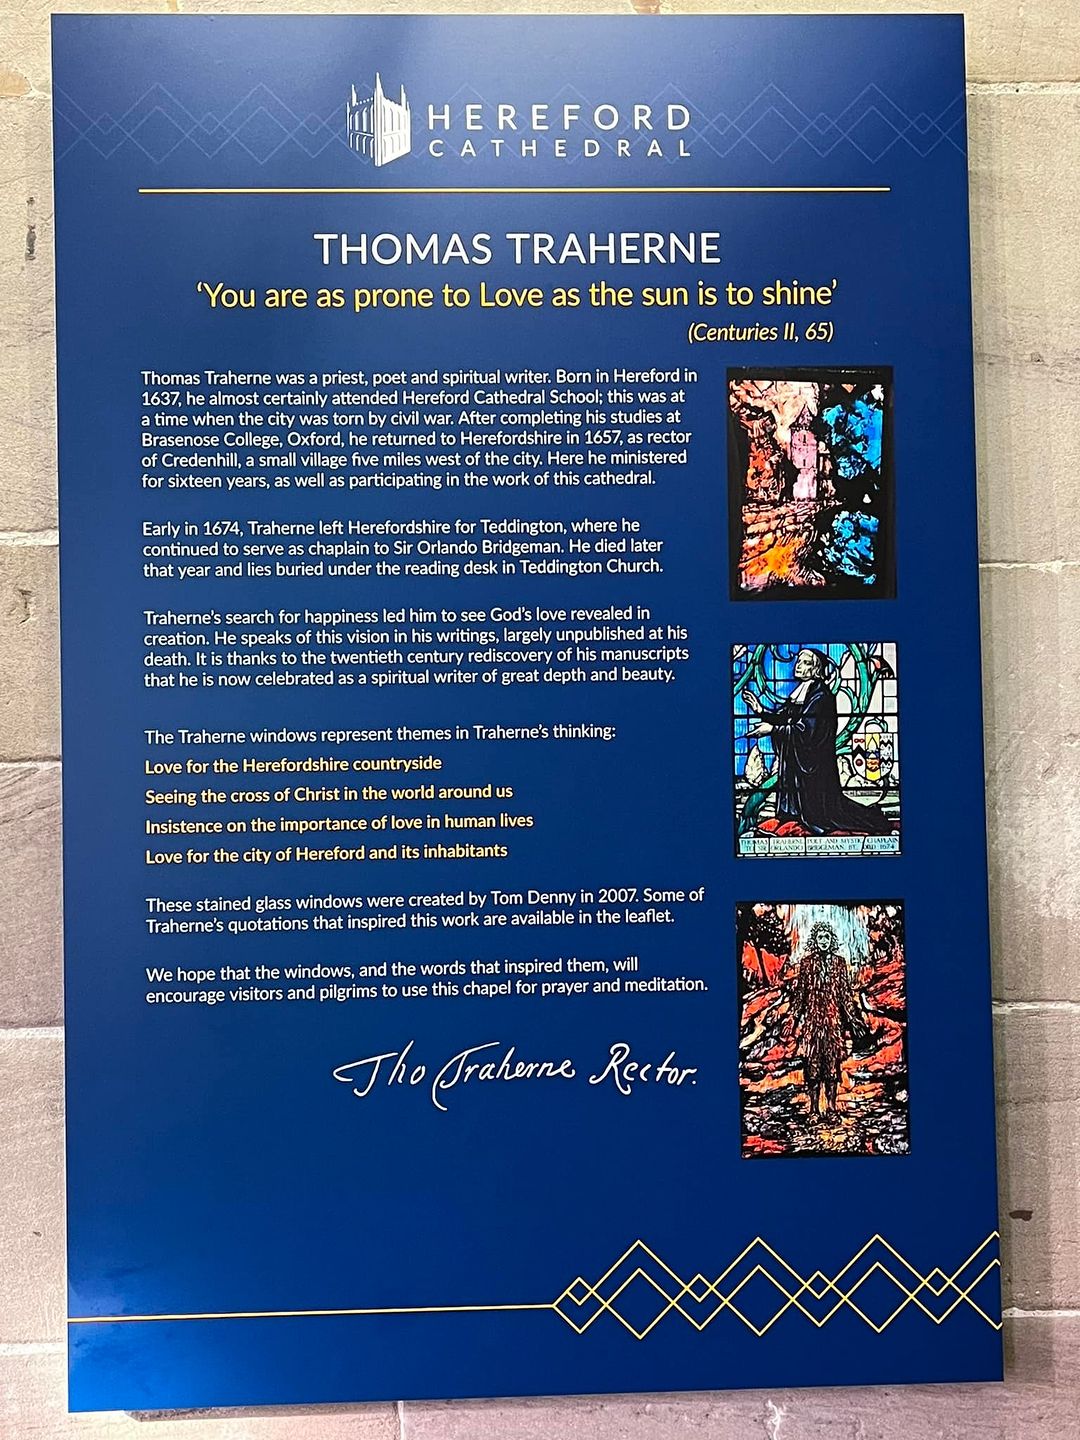 HEREFORD
CATHEDRAL
THOMAS TRAHERNE
‘You are as prone to Love as the sun is to shine’
(Centuries II, 65)
Thomas Traherne was a priest, poet and spiritual writer. Born in Hereford in
1637, he almost certainly attended Hereford Cathedral School; this was at
a time when the city was torn by civil war. After completing his studies at
Brasenose College, Oxford, he returned to Herefordshire in 1657, as rector
of Credenhill, a small village five miles west of the city. Here he ministered
for sixteen years, as well as participating in the work of this cathedral.
Early in 1674, Traherne left Herefordshire for Teddington, where he
continued to serve as chaplain to Sir Orlando Bridgeman. He died later
that year and lies buried under the reading desk in Teddington Church.
Traherne’s search for happiness led him to see God’s love revealed in
creation. He speaks of this vision in his writings, largely unpublished at his
death. It is thanks to the twentieth century rediscovery of his manuscripts
that he is now celebrated as a spiritual writer of great depth and beauty.
The Traherne windows represent themes in Traherne’s thinking:
Love for the Herefordshire countryside
Seeing the cross of Christ in the world around us
Insistence on the importance of love in human lives
Love for the city of Hereford and its inhabitants
These stained glass windows were created by Tom Denny in 2007. Some of
Traherne’s quotations that inspired this work are available in the leaflet.
We hope that the windows, and the words that inspired them, will
encourage visitors and pilgrims to use this chapel for prayer and meditation.
Tho Traherne Rector.
THOMAS TRAHERNE POET AND MYSTIC CHAPLAIN
TO SIR ORLANDO BRIDGEMAN BT. 1674